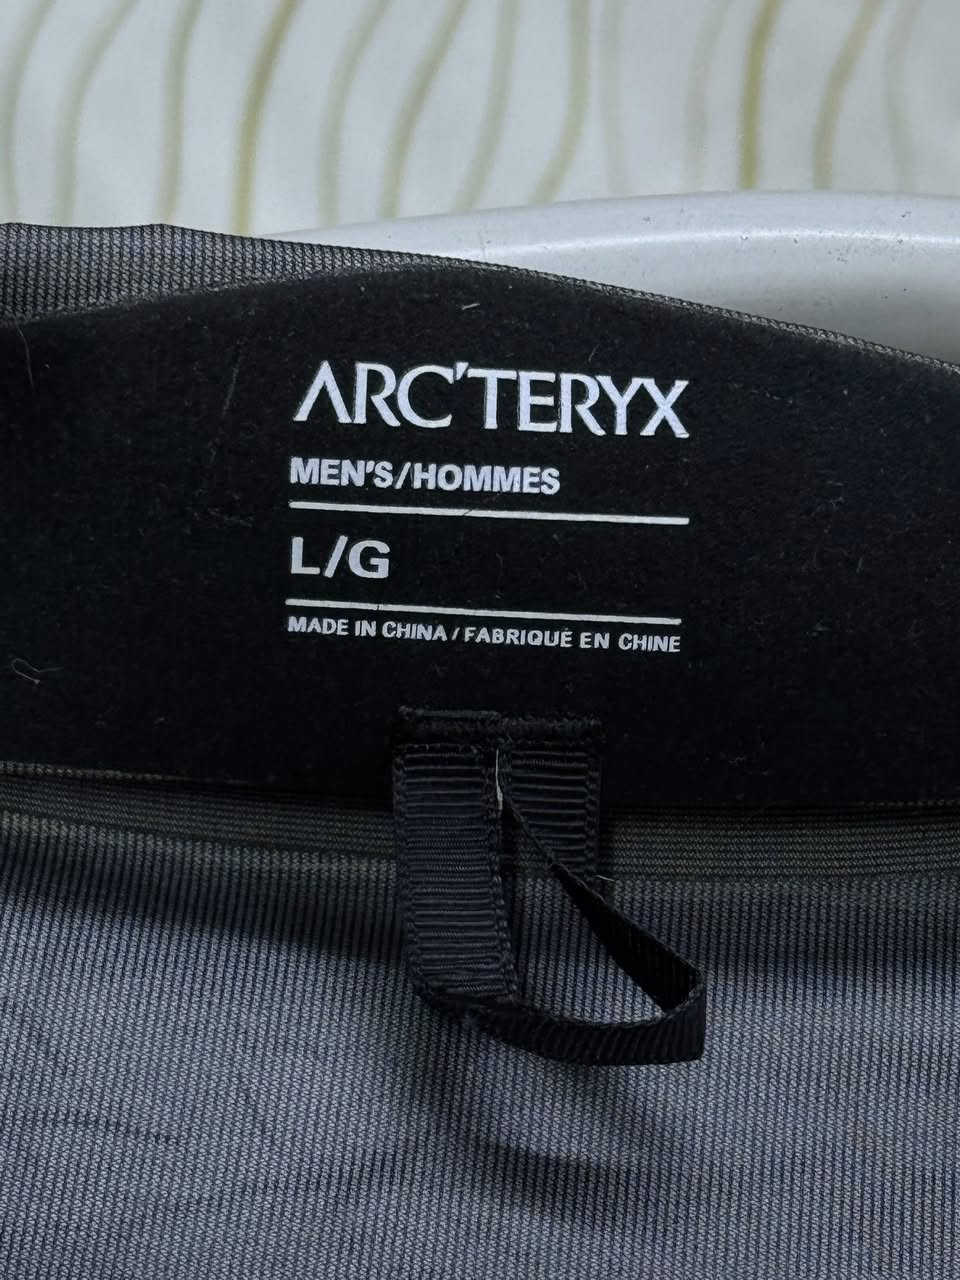 ARC'TERYX
MEN'S/HOMMES
L/G
MADE IN CHINA / FABRIQUÉ EN CHINE